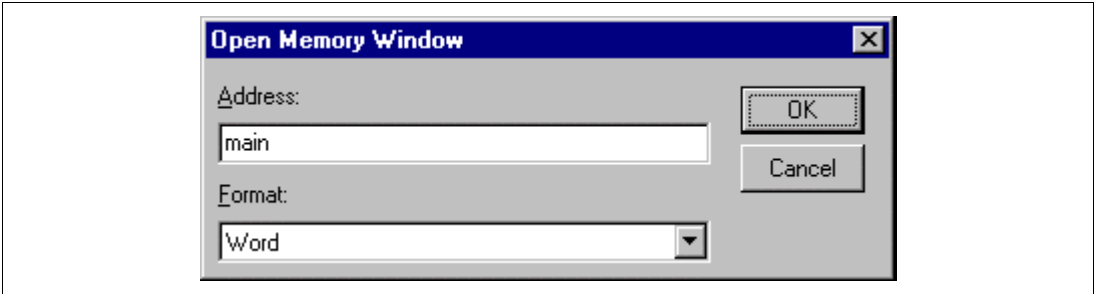 Open Memory Window
Address:
OK
main
Cancel
Format:
Word